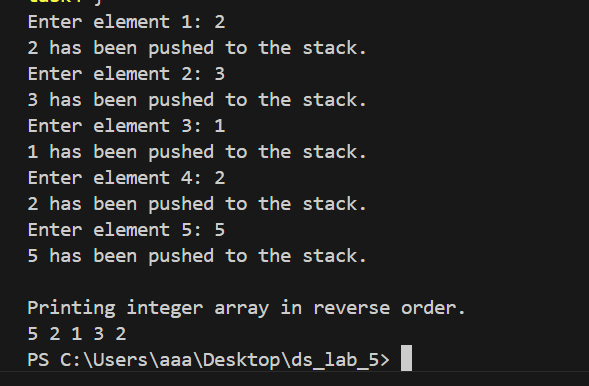 Enter element 1: 2
2 has been pushed to the stack.
Enter element 2: 3
3 has been pushed to the stack.
Enter element 3: 1
1 has been pushed to the stack.
Enter element 4: 2
2 has been pushed to the stack.
Enter element 5: 5
5 has been pushed to the stack.
Printing integer array in reverse order.
5 2 1 3 2
PS C:\Users\aaa\Desktop\ds_lab_5>